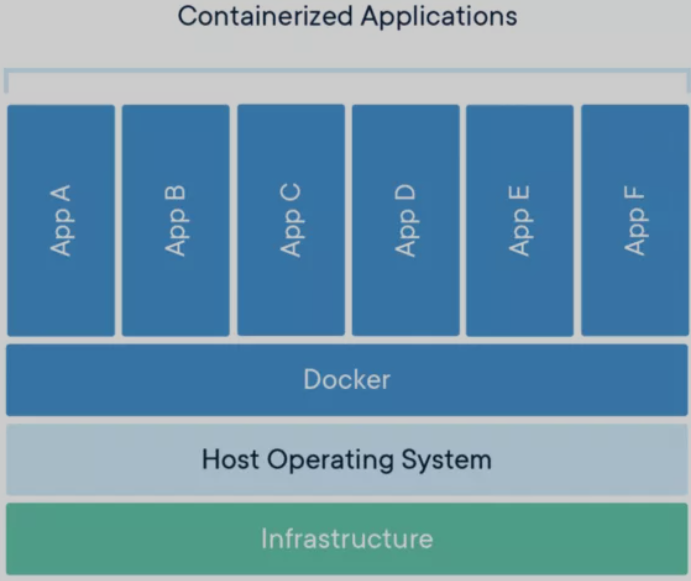 Containerized Applications
App A
App B
App C
App D
App E
App F
Docker
Host Operating System
Infrastructure